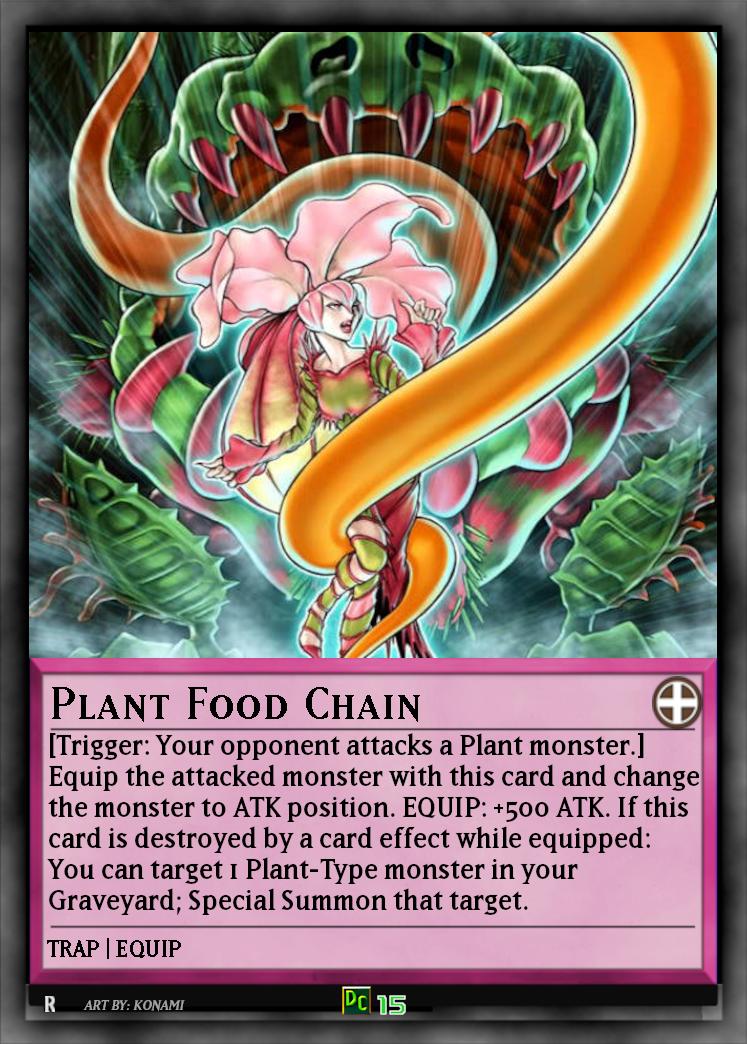 Plant Food Chain
[Trigger: Your opponent attacks a Plant monster.]
Equip the attacked monster with this card and change
the monster to ATK position. EQUIP: +500 ATK. If this
card is destroyed by a card effect while equipped:
You can target 1 Plant-Type monster in your
Graveyard; Special Summon that target.
TRAP | EQUIP
R ART BY: KONAMI DC 15